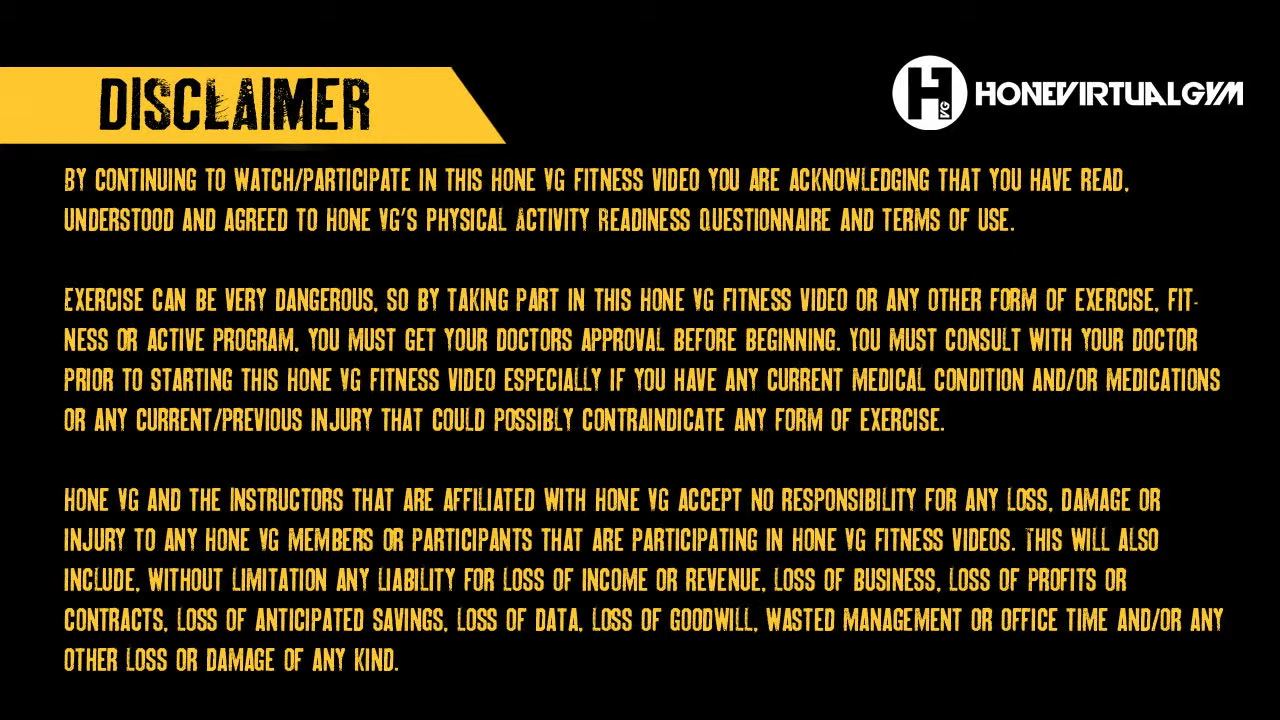 DISCLAIMER
H VG HONEVIRTUALGYM
BY CONTINUING TO WATCH/PARTICIPATE IN THIS HONE VG FITNESS VIDEO YOU ARE ACKNOWLEDGING THAT YOU HAVE READ,
UNDERSTOOD AND AGREED TO HONE VG'S PHYSICAL ACTIVITY READINESS QUESTIONNAIRE AND TERMS OF USE.
EXERCISE CAN BE VERY DANGEROUS, SO BY TAKING PART IN THIS HONE VG FITNESS VIDEO OR ANY OTHER FORM OF EXERCISE, FIT-
NESS OR ACTIVE PROGRAM, YOU MUST GET YOUR DOCTORS APPROVAL BEFORE BEGINNING. YOU MUST CONSULT WITH YOUR DOCTOR
PRIOR TO STARTING THIS HONE VG FITNESS VIDEO ESPECIALLY IF YOU HAVE ANY CURRENT MEDICAL CONDITION AND/OR MEDICATIONS
OR ANY CURRENT/PREVIOUS INJURY THAT COULD POSSIBLY CONTRAINDICATE ANY FORM OF EXERCISE.
HONE VG AND THE INSTRUCTORS THAT ARE AFFILIATED WITH HONE VG ACCEPT NO RESPONSIBILITY FOR ANY LOSS, DAMAGE OR
INJURY TO ANY HONE VG MEMBERS OR PARTICIPANTS THAT ARE PARTICIPATING IN HONE VG FITNESS VIDEOS. THIS WILL ALSO
INCLUDE, WITHOUT LIMITATION ANY LIABILITY FOR LOSS OF INCOME OR REVENUE, LOSS OF BUSINESS, LOSS OF PROFITS OR
CONTRACTS, LOSS OF ANTICIPATED SAVINGS, LOSS OF DATA, LOSS OF GOODWILL, WASTED MANAGEMENT OR OFFICE TIME AND/OR ANY
OTHER LOSS OR DAMAGE OF ANY KIND.